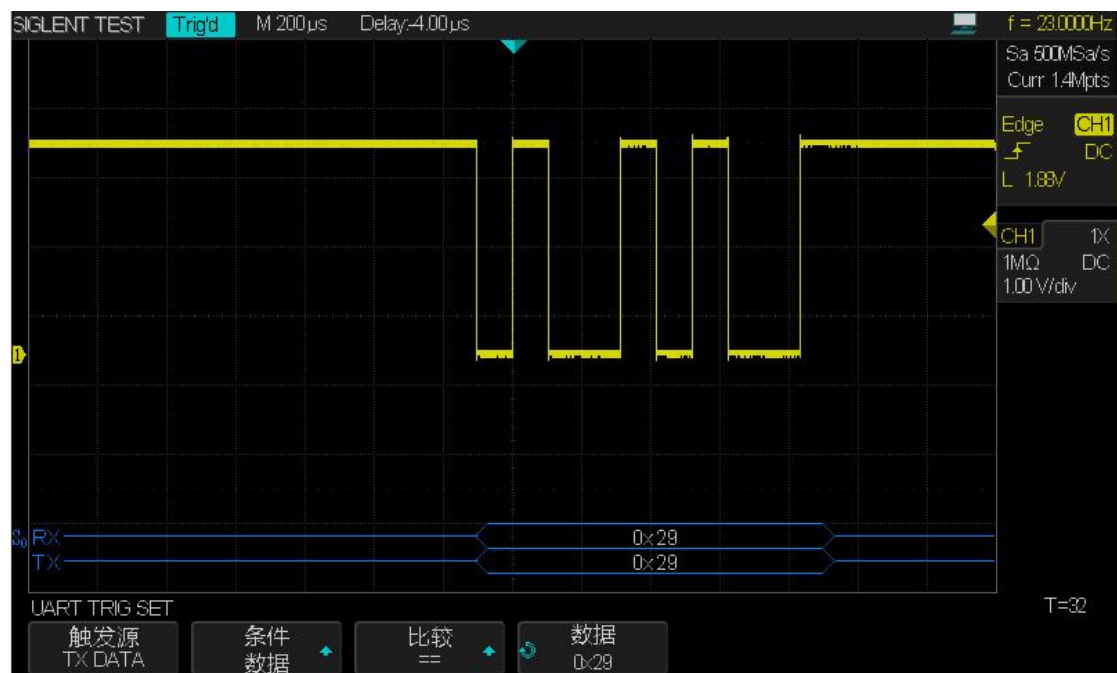 SIGLENT TEST Trig'd M 200μs Delay:-4.00μs f = 23.0000Hz
Sa 500MSa/s
Curr 1.4Mpts
Edge CH1
DC
L 1.88V
CH1 1X
1MΩ DC
1.00 V/div
1
S0 RX 0x29
TX 0x29
UART TRIG SET T=32
触发源 条件 比较 数据
TX DATA 数据 == 0x29